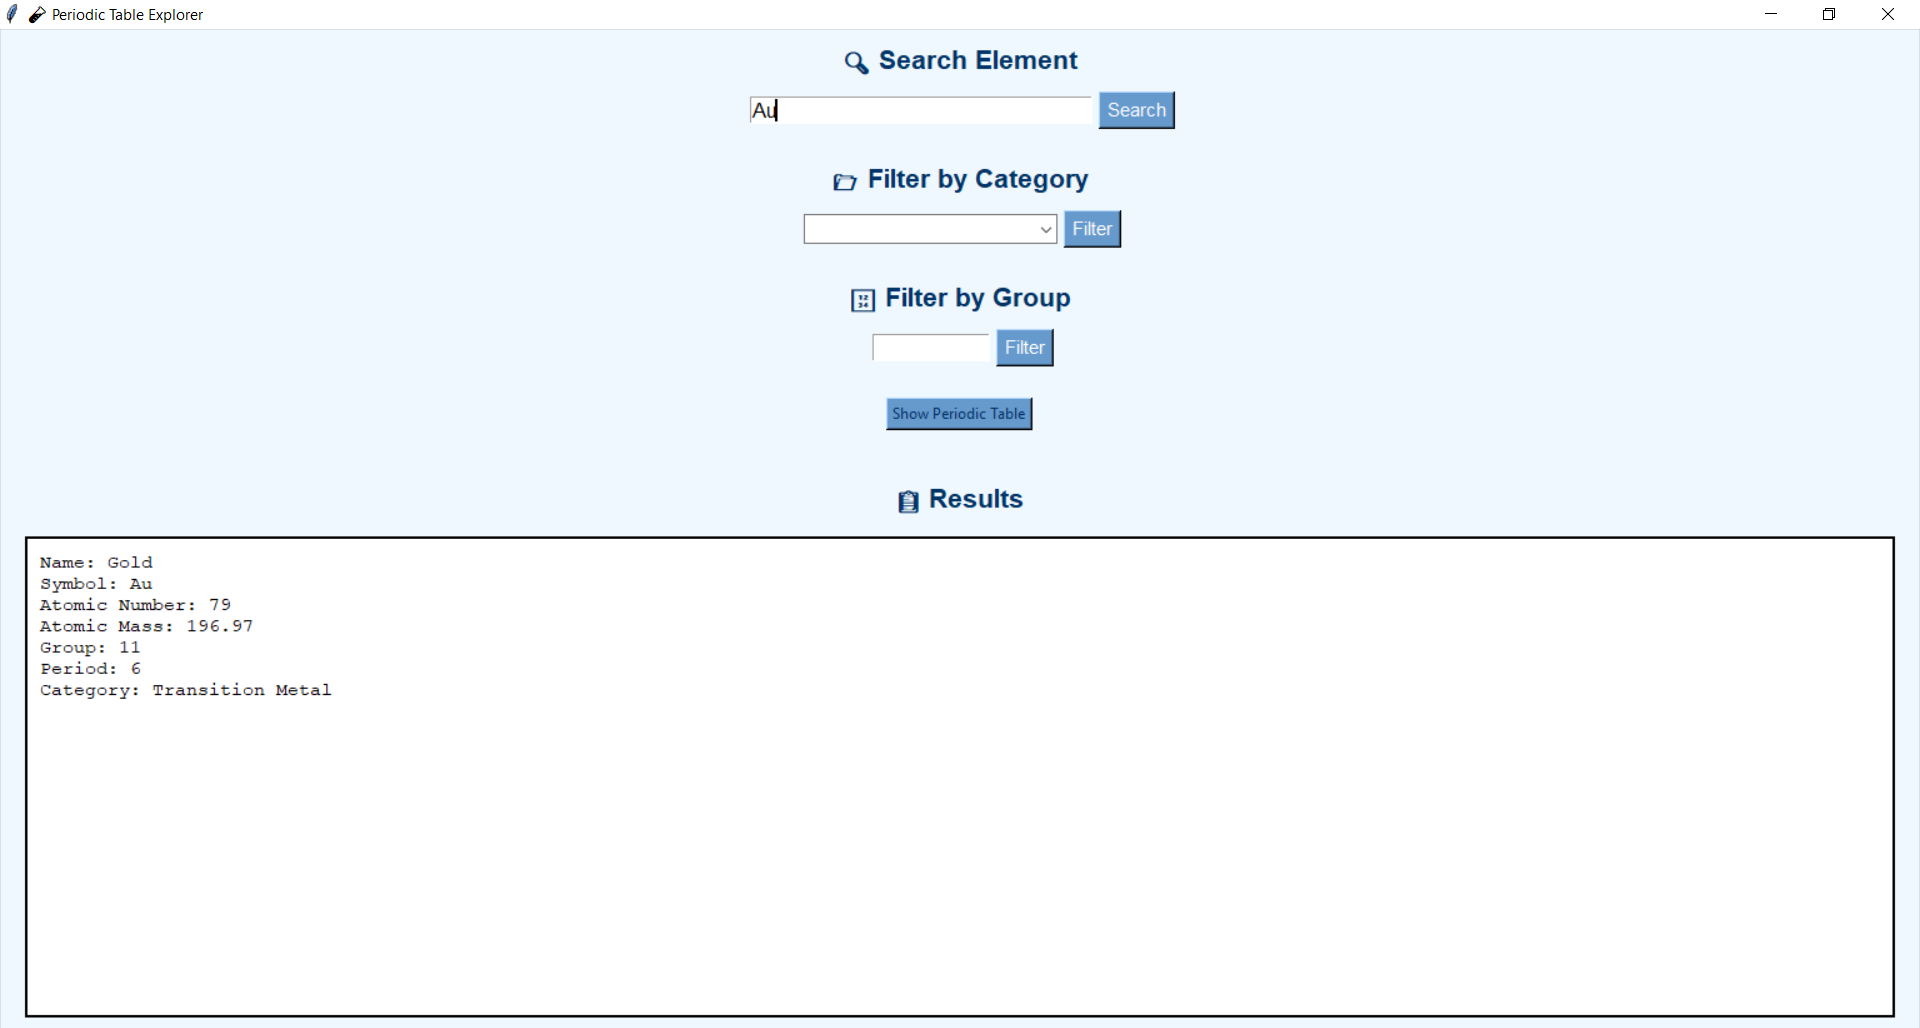 Periodic Table Explorer
Search Element
Au
Search
Filter by Category
Filter
Filter by Group
Filter
Show Periodic Table
Results
Name: Gold
Symbol: Au
Atomic Number: 79
Atomic Mass: 196.97
Group: 11
Period: 6
Category: Transition Metal